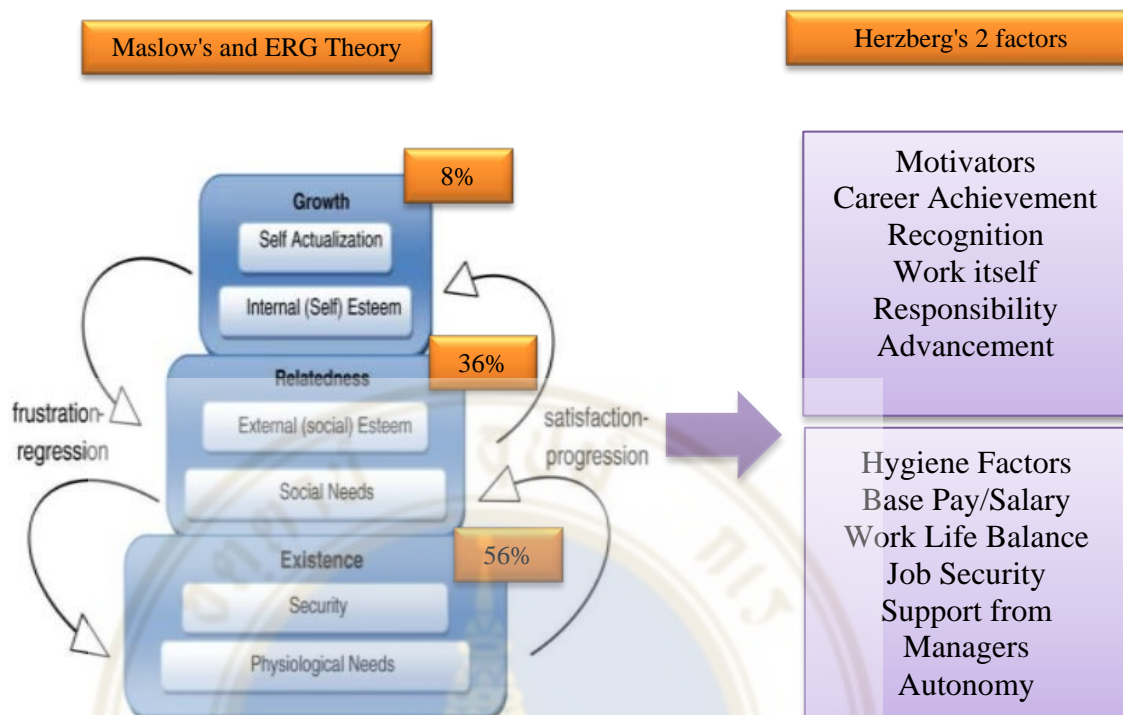 Maslow's and ERG Theory
Herzberg's 2 factors
8%
Growth
Self Actualization
Internal (Self) Esteem
36%
Relatedness
External (social) Esteem
Social Needs
frustration-
regression
satisfaction-
progression
56%
Existence
Security
Physiological Needs
Motivators
Career Achievement
Recognition
Work itself
Responsibility
Advancement
Hygiene Factors
Base Pay/Salary
Work Life Balance
Job Security
Support from
Managers
Autonomy